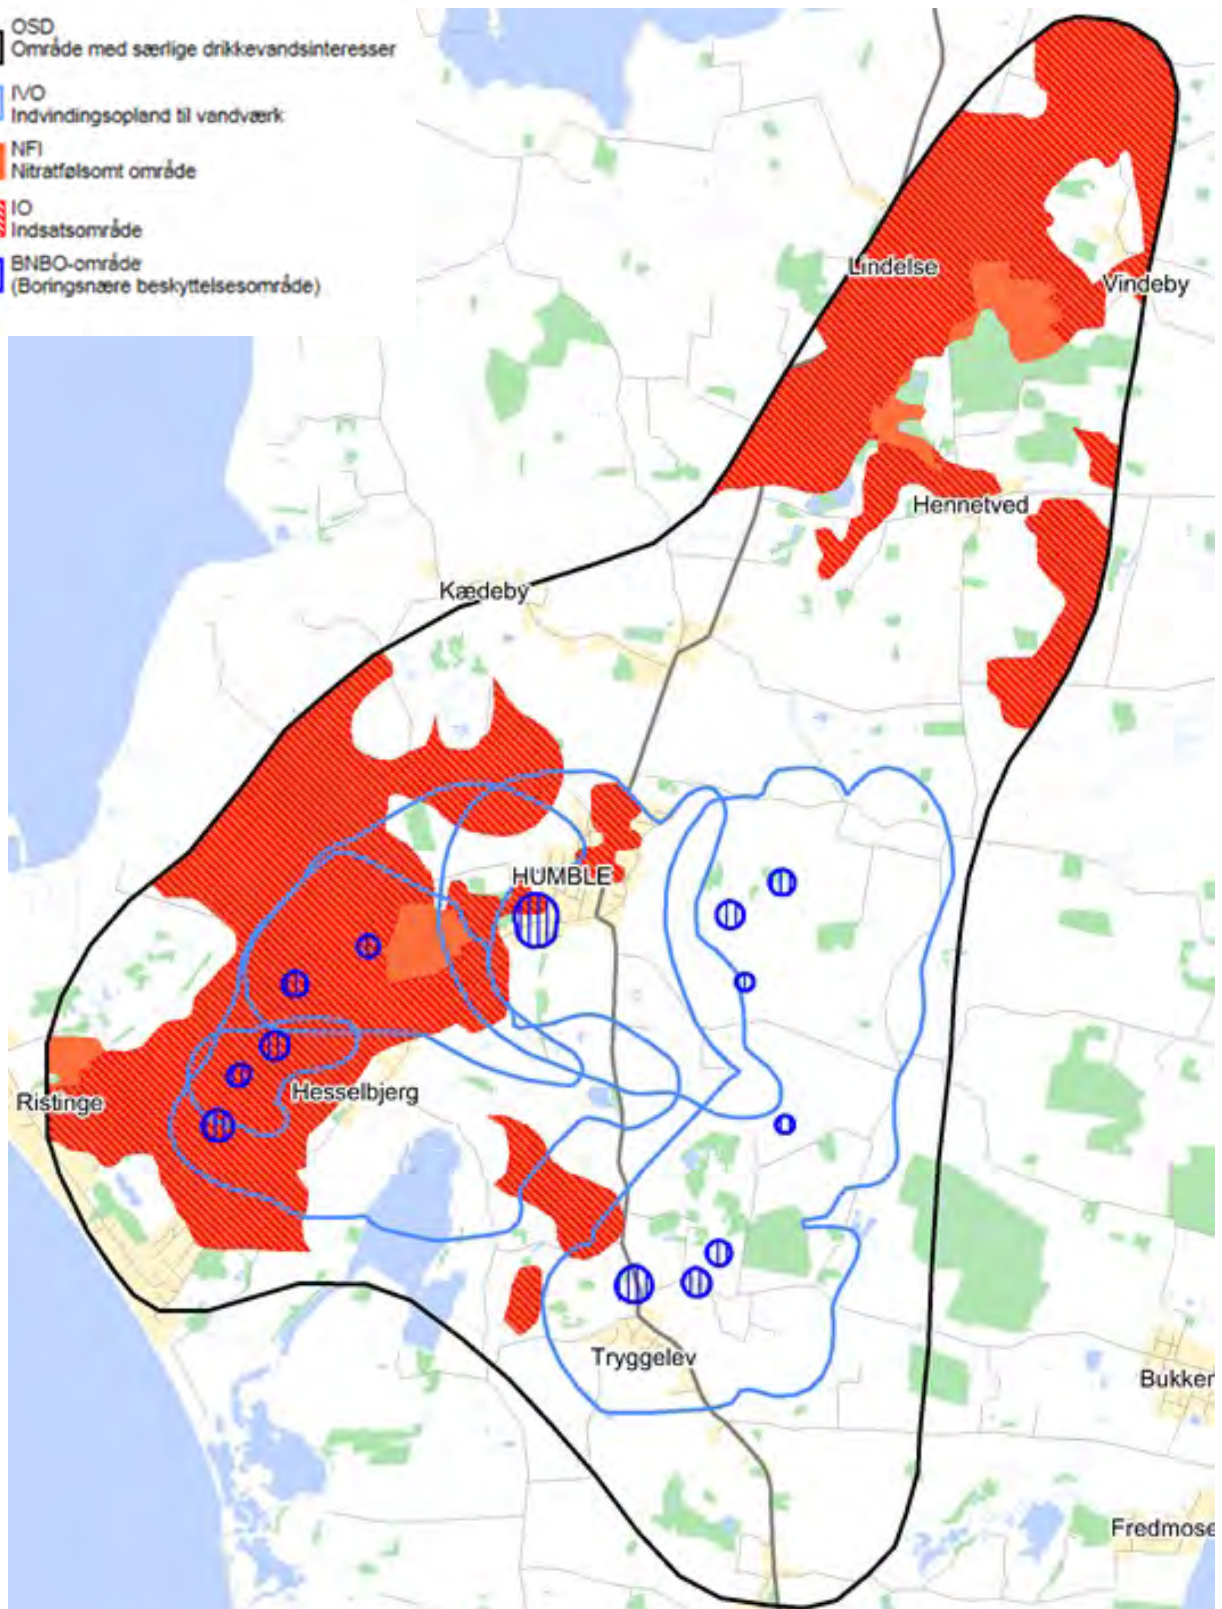 OSD
Område med særlige drikkevandsinteresser
IVO
Indvindingsopland til vandværk
NFI
Nitratfølsomt område
IO
Indsatsområde
BNBO-område
(Boringsnære beskyttelsesområde)
Lindelse
Vindeby
Hennetved
Kædeby
HUMBLE
Hesselbjerg
Ristinge
Tryggelev
Bukker
Fredmose